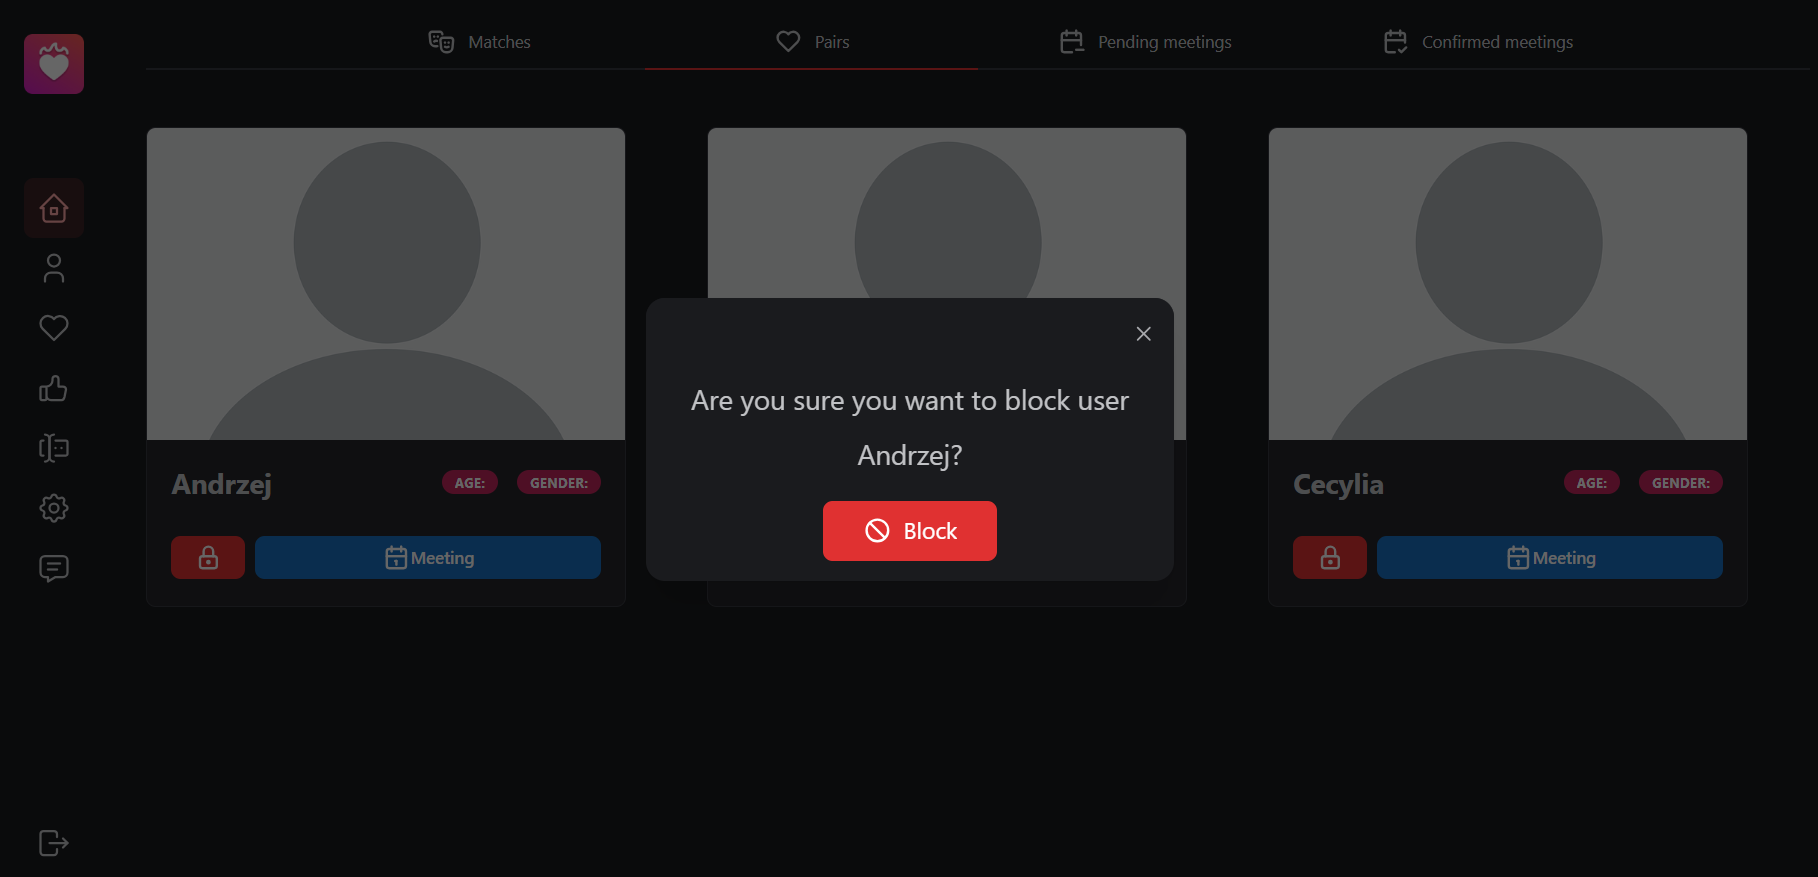 Matches
Pairs
Pending meetings
Confirmed meetings
Andrzej
AGE:
GENDER:
Meeting
Are you sure you want to block user
Andrzej?
Block
Cecylia
AGE:
GENDER:
Meeting